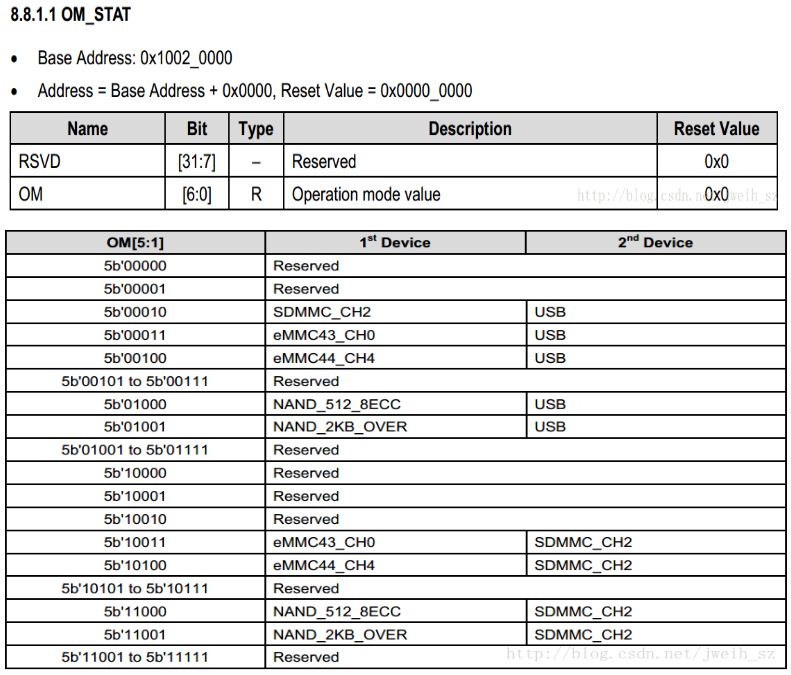 8.8.1.1 OM_STAT
• Base Address: 0x1002_0000
• Address = Base Address + 0x0000, Reset Value = 0x0000_0000
Name Bit Type Description Reset Value
RSVD [31:7] – Reserved 0x0
OM [6:0] R Operation mode value 0x0
http://blog.csdn.net/jweih_sz
OM[5:1] 1st Device 2nd Device
5b'00000 Reserved
5b'00001 Reserved
5b'00010 SDMMC_CH2 USB
5b'00011 eMMC43_CH0 USB
5b'00100 eMMC44_CH4 USB
5b'00101 to 5b'00111 Reserved
5b'01000 NAND_512_8ECC USB
5b'01001 NAND_2KB_OVER USB
5b'01001 to 5b'01111 Reserved
5b'10000 Reserved
5b'10001 Reserved
5b'10010 Reserved
5b'10011 eMMC43_CH0 SDMMC_CH2
5b'10100 eMMC44_CH4 SDMMC_CH2
5b'10101 to 5b'10111 Reserved
5b'11000 NAND_512_8ECC SDMMC_CH2
5b'11001 NAND_2KB_OVER SDMMC_CH2
5b'11001 to 5b'11111 Reserved
http://blog.csdn.net/jweih_sz